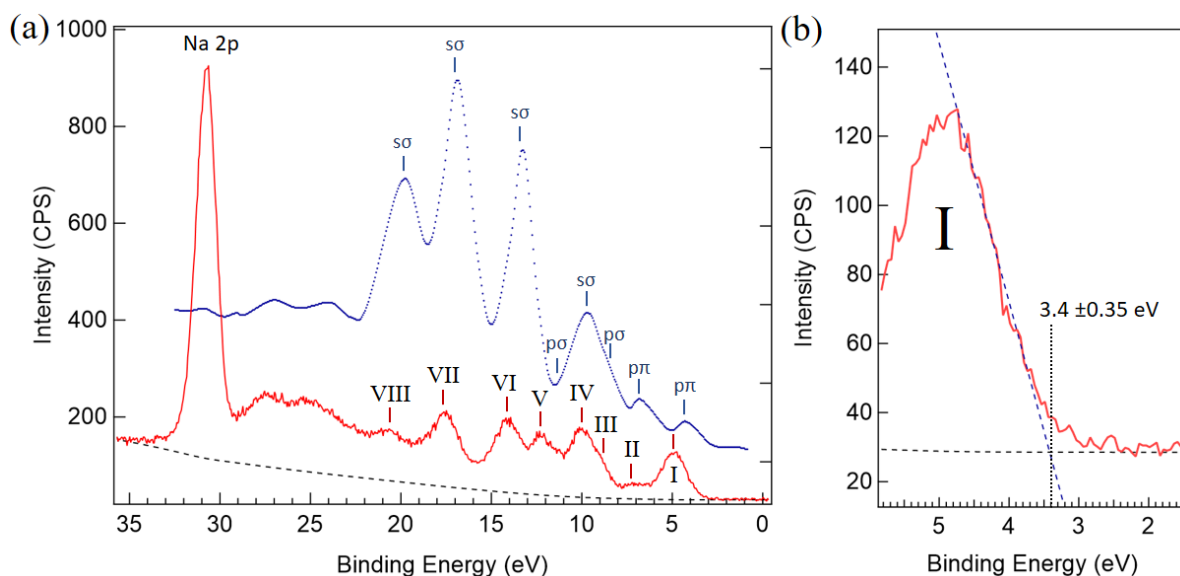 (a)
Na 2p
sσ
sσ
sσ
sσ
pσ
pσ
pπ
pπ
VIII
VII
VI
V
IV
III
II
I
1000
800
600
400
200
Intensity (CPS)
35
30
25
20
15
10
5
0
Binding Energy (eV)
(b)
I
3.4 ±0.35 eV
140
120
100
80
60
40
20
Intensity (CPS)
5
4
3
2
Binding Energy (eV)